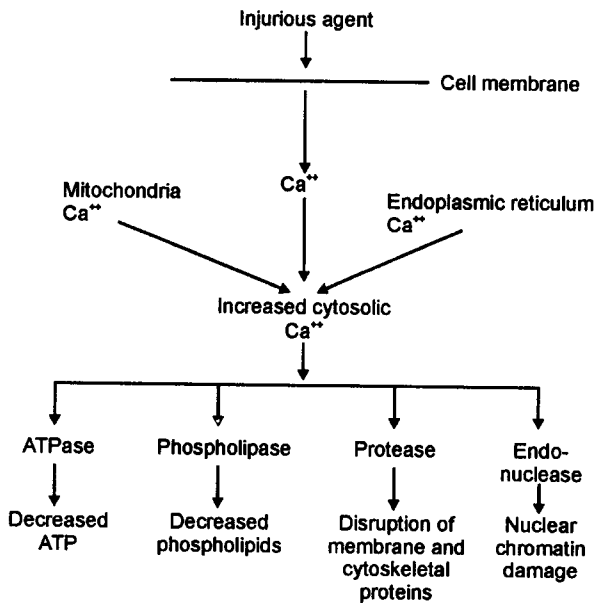 Injurious agent
Cell membrane
Ca⁺⁺
Mitochondria
Ca⁺⁺
Endoplasmic reticulum
Ca⁺⁺
Increased cytosolic
Ca⁺⁺
ATPase
Phospholipase
Protease
Endo-
nuclease
Decreased
ATP
Decreased
phospholipids
Disruption of
membrane and
cytoskeletal
proteins
Nuclear
chromatin
damage